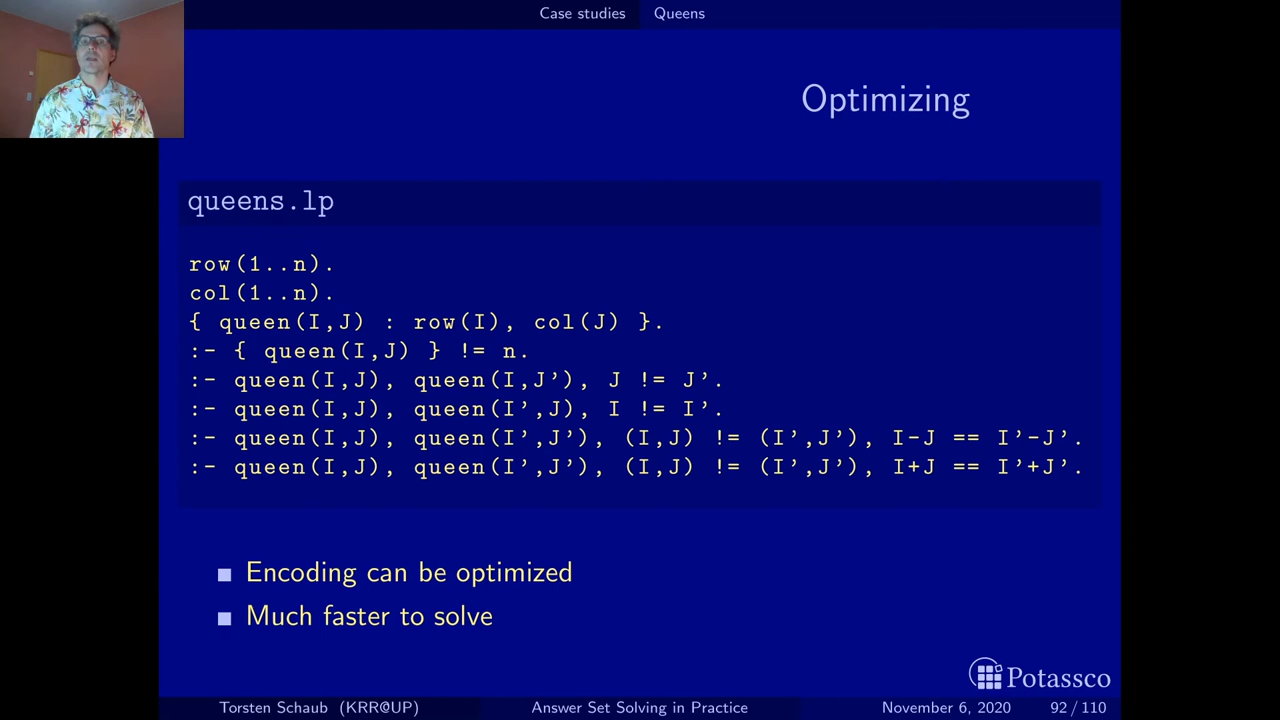 Case studies Queens
Optimizing
queens.lp
row(1..n).
col(1..n).
{ queen(I,J) : row(I), col(J) }.
:- { queen(I,J) } != n.
:- queen(I,J), queen(I,J’), J != J’.
:- queen(I,J), queen(I’,J), I != I’.
:- queen(I,J), queen(I’,J’), (I,J) != (I’,J’), I-J == I’-J’.
:- queen(I,J), queen(I’,J’), (I,J) != (I’,J’), I+J == I’+J’.
Encoding can be optimized
Much faster to solve
Potassco
Torsten Schaub (KRR@UP) Answer Set Solving in Practice November 6, 2020 92 / 110